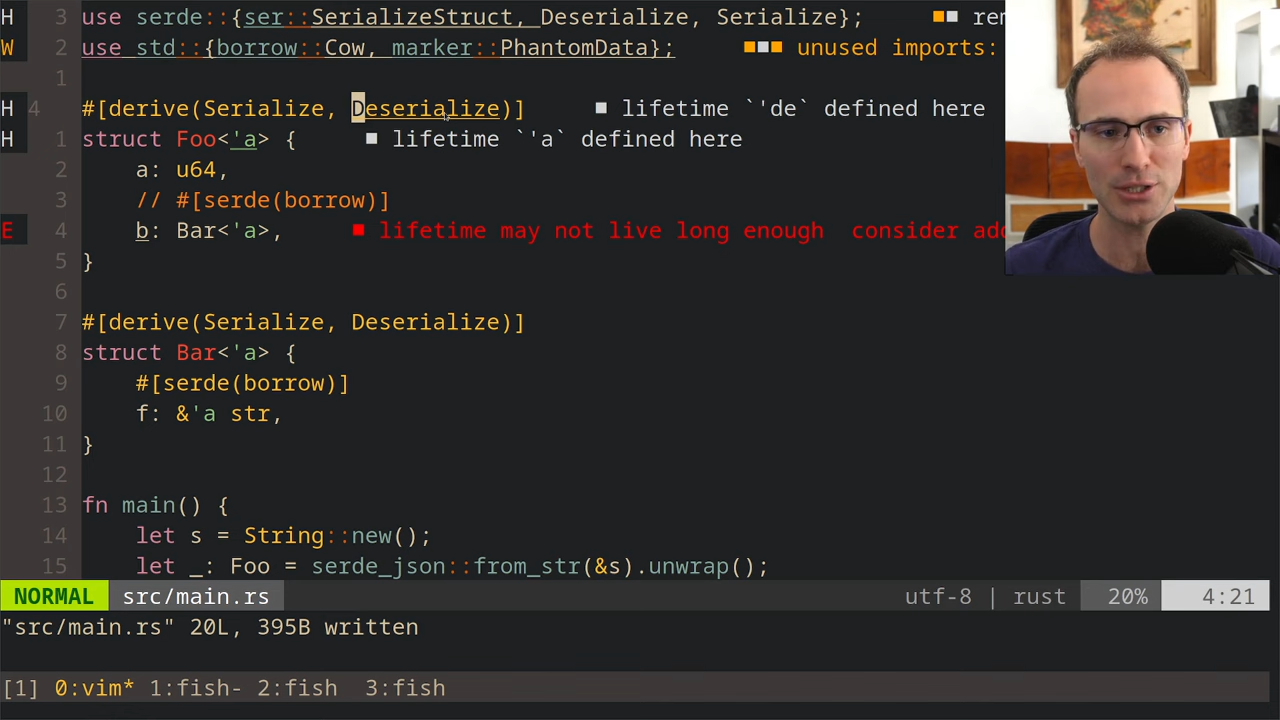 H 3 use serde::{ser::SerializeStruct, Deserialize, Serialize}; ■■ rem
W 2 use std::{borrow::Cow, marker::PhantomData}; ■■■ unused imports:
1
H 4 #[derive(Serialize, Deserialize)] ■ lifetime `'de` defined here
H 1 struct Foo<'a> { ■ lifetime `'a` defined here
2 a: u64,
3 // #[serde(borrow)]
E 4 b: Bar<'a>, ■ lifetime may not live long enough consider add
5 }
6
7 #[derive(Serialize, Deserialize)]
8 struct Bar<'a> {
9 #[serde(borrow)]
10 f: &'a str,
11 }
12
13 fn main() {
14 let s = String::new();
15 let _: Foo = serde_json::from_str(&s).unwrap();
NORMAL src/main.rs utf-8 | rust 20% 4:21
"src/main.rs" 20L, 395B written
[1] 0:vim* 1:fish- 2:fish 3:fish